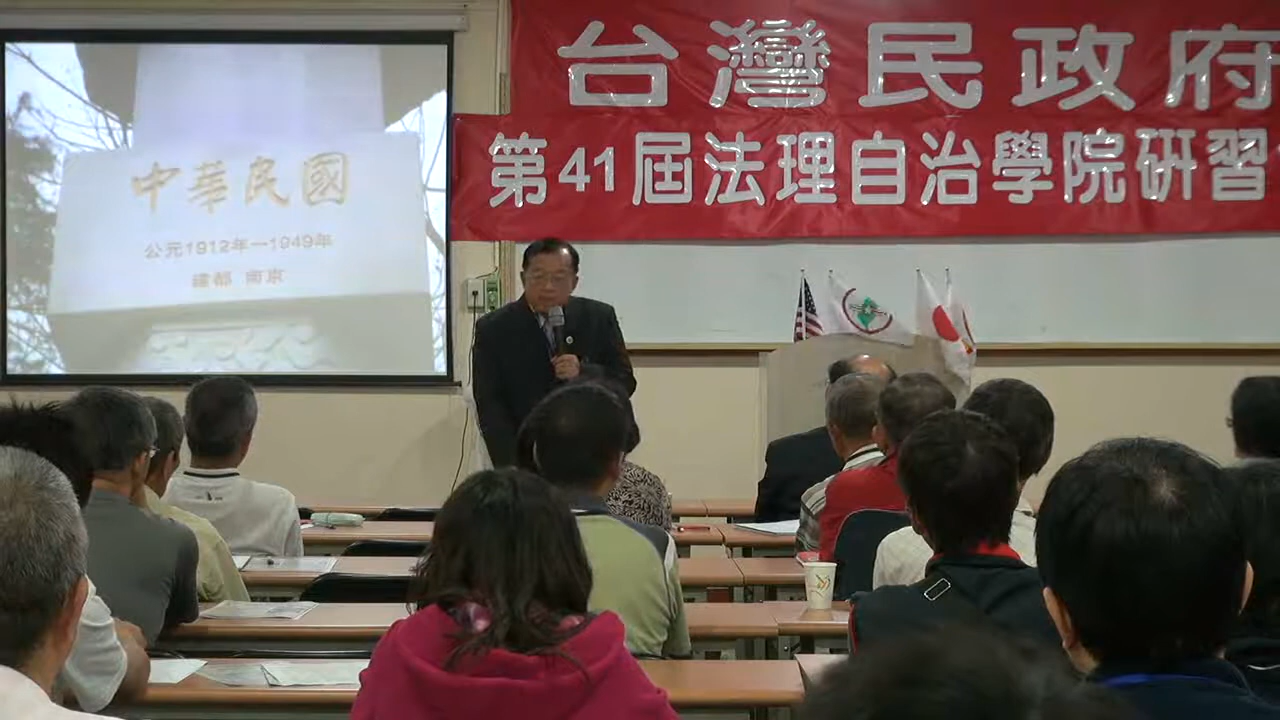 台灣民政府
第41屆法理自治學院研習
中華民國
公元1912年一1949年
建都 南京